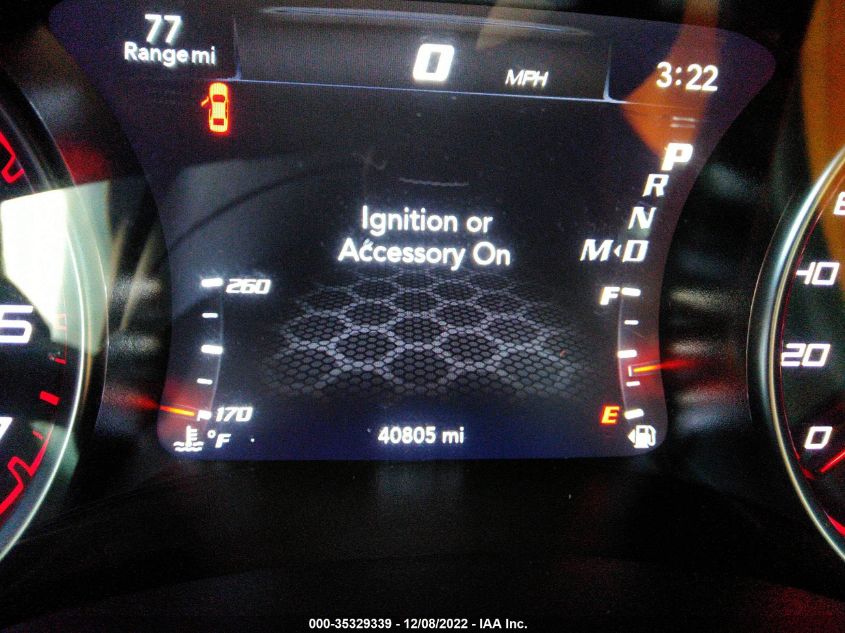 77
Range mi
0 MPH
3:22
P
R
N
M D
Ignition or
Accessory On
260
F
170
°F
E
40805 mi
5
40
20
0
000-35329339 - 12/08/2022 - IAA Inc.